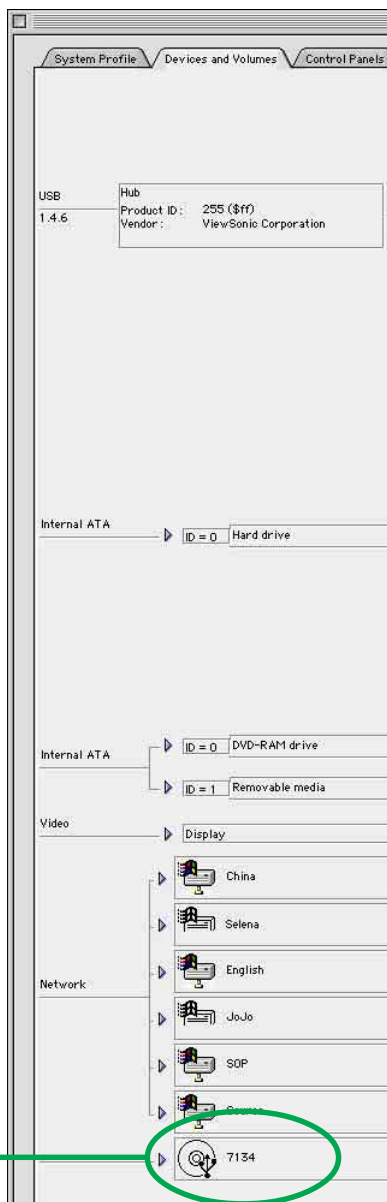 System Profile Devices and Volumes Control Panels
USB
1.4.6
Hub
Product ID : 255 ($ff)
Vendor : ViewSonic Corporation
Internal ATA
ID = 0 Hard drive
Internal ATA
ID = 0 DVD-RAM drive
ID = 1 Removable media
Video
Display
Network
China
Selena
English
JoJo
SOP
7134